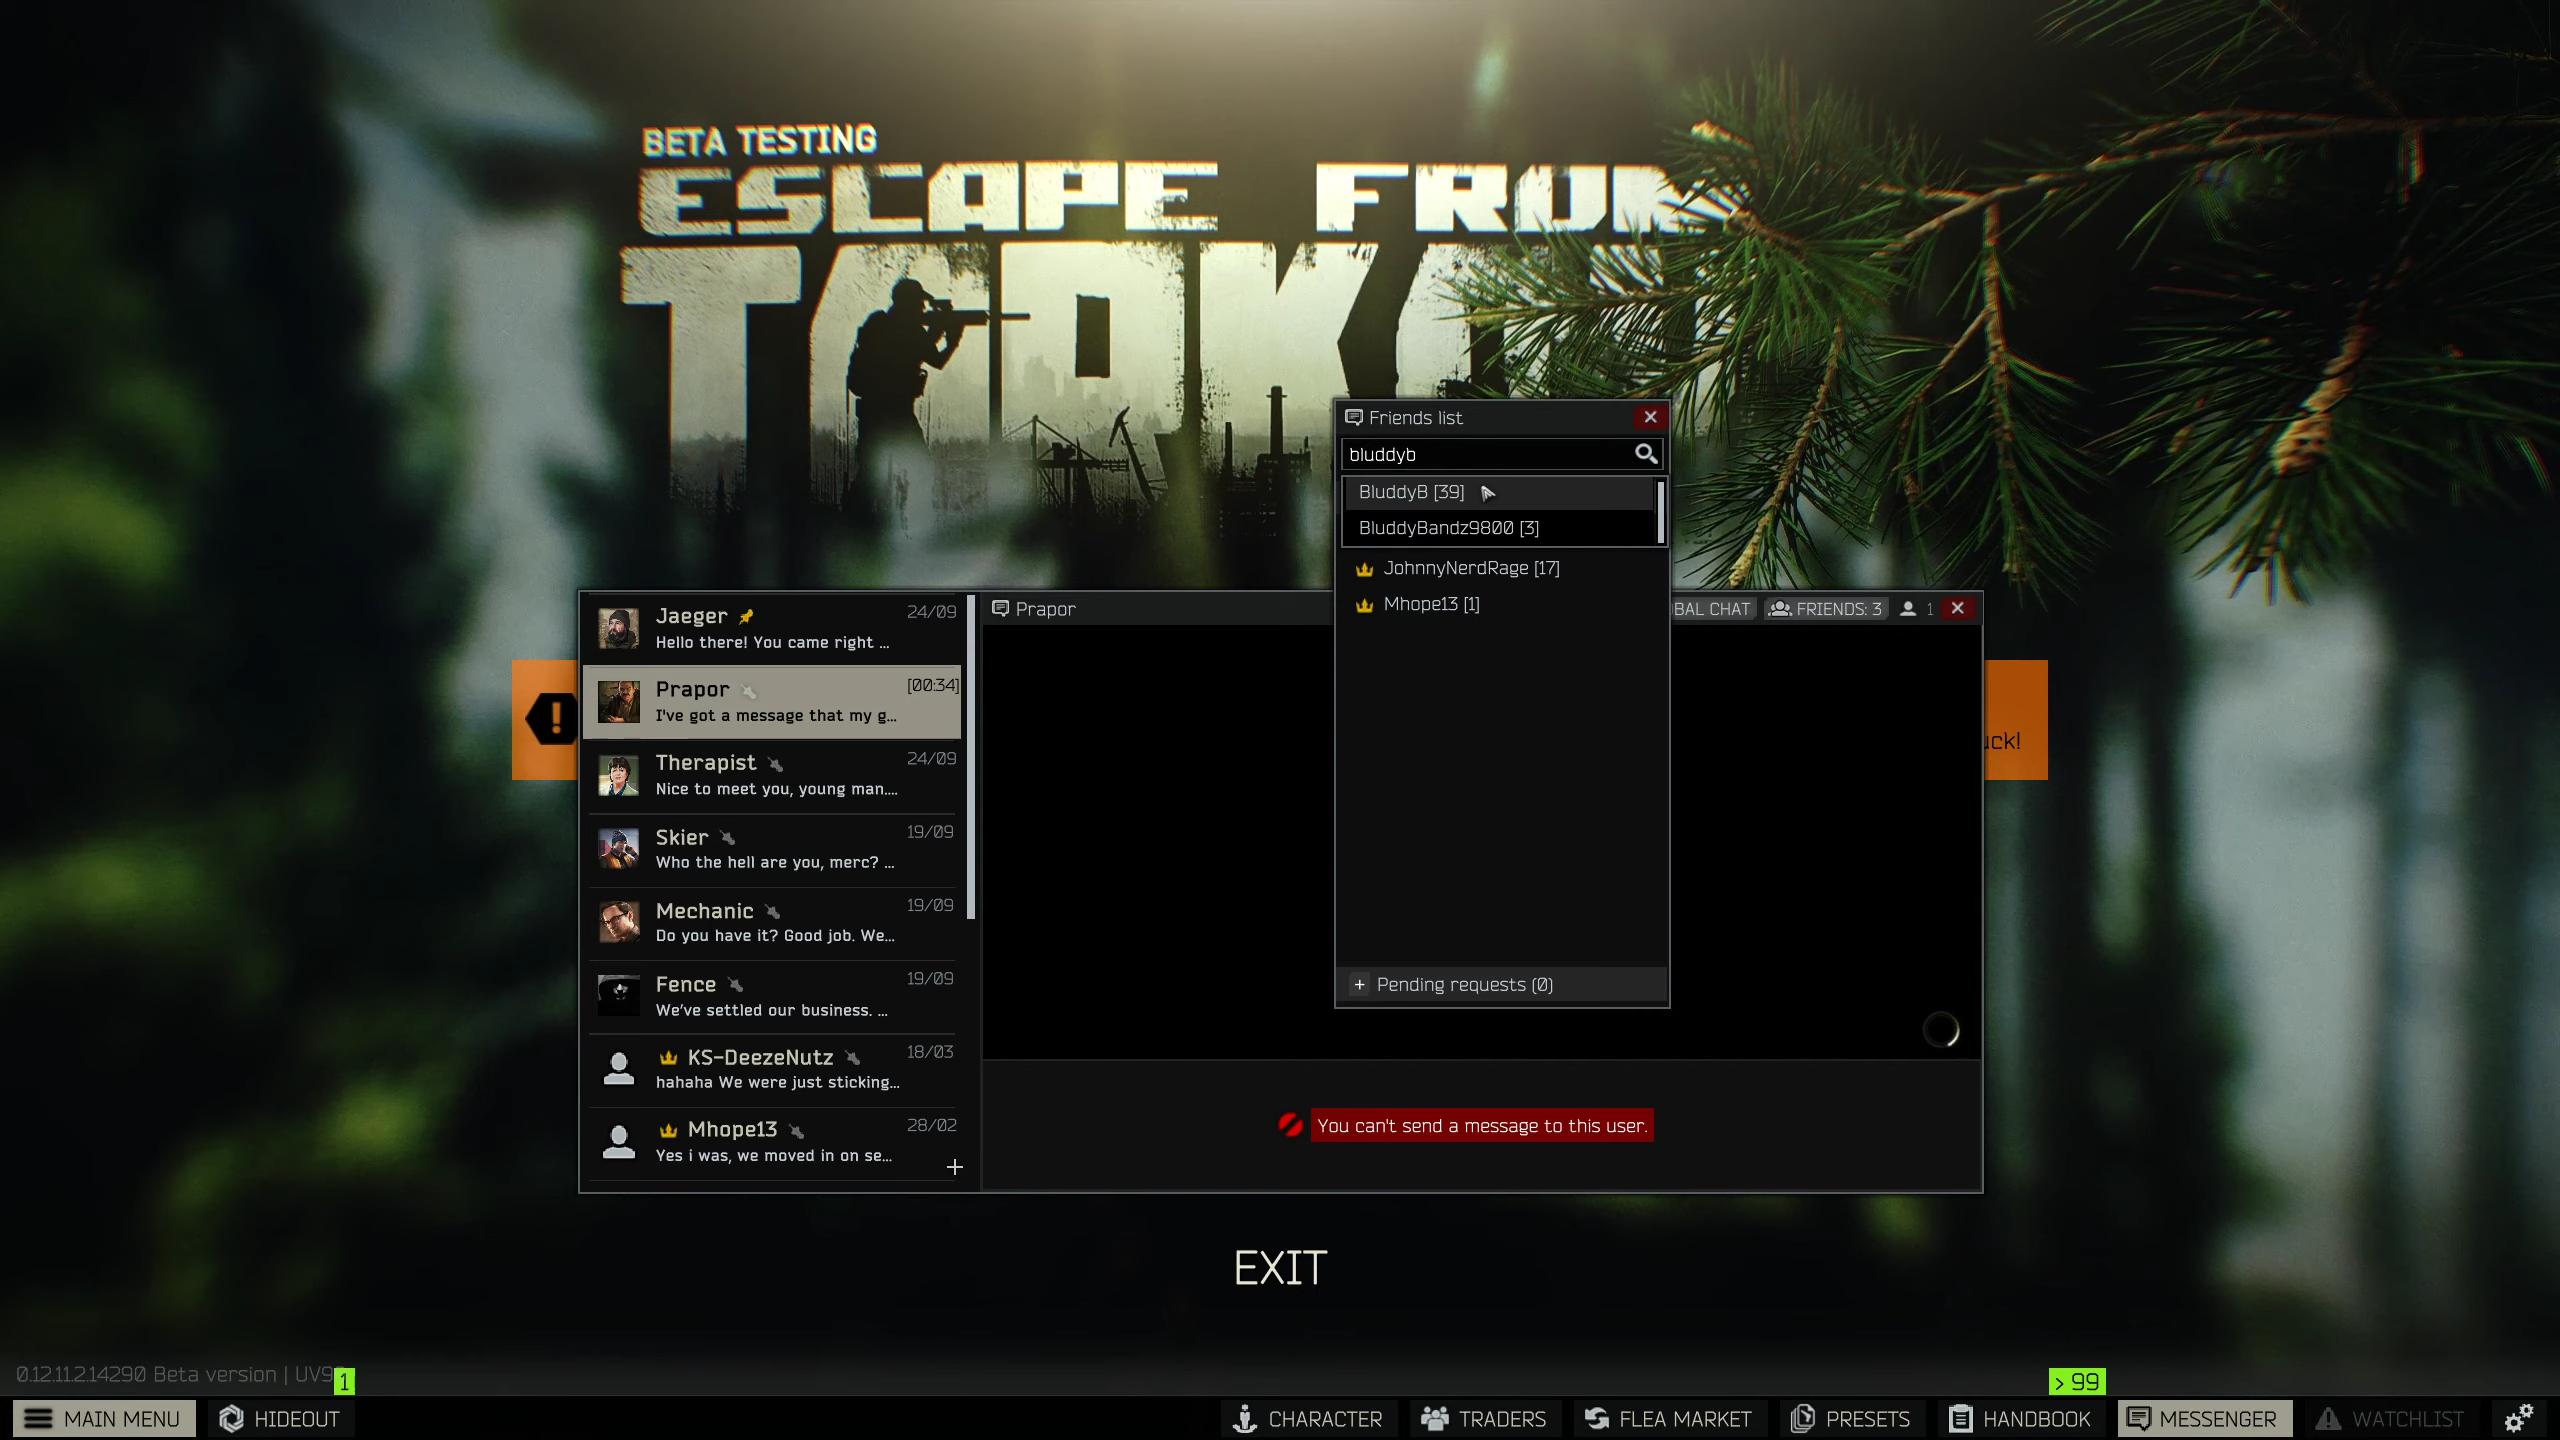 BETA TESTING
ESCAPE FROM
TARKOV
Friends list
bluddyb
BluddyB [39]
BluddyBandz9800 [3]
JohnnyNerdRage [17]
Mhope13 [1]
Pending requests (0)
Jaeger 24/09
Hello there! You came right ...
Prapor [00:34]
I've got a message that my g...
Therapist 24/09
Nice to meet you, young man....
Skier 19/09
Who the hell are you, merc? ...
Mechanic 19/09
Do you have it? Good job. We...
Fence 19/09
We've settled our business. ...
KS-DeezeNutz 18/03
hahaha We were just sticking...
Mhope13 28/02
Yes i was, we moved in on se...
Prapor
BAL CHAT FRIENDS: 3 1
uck!
You can't send a message to this user.
EXIT
0.12.11.2.14290 Beta version | UV9
1
> 99
MAIN MENU HIDEOUT CHARACTER TRADERS FLEA MARKET PRESETS HANDBOOK MESSENGER WATCHLIST